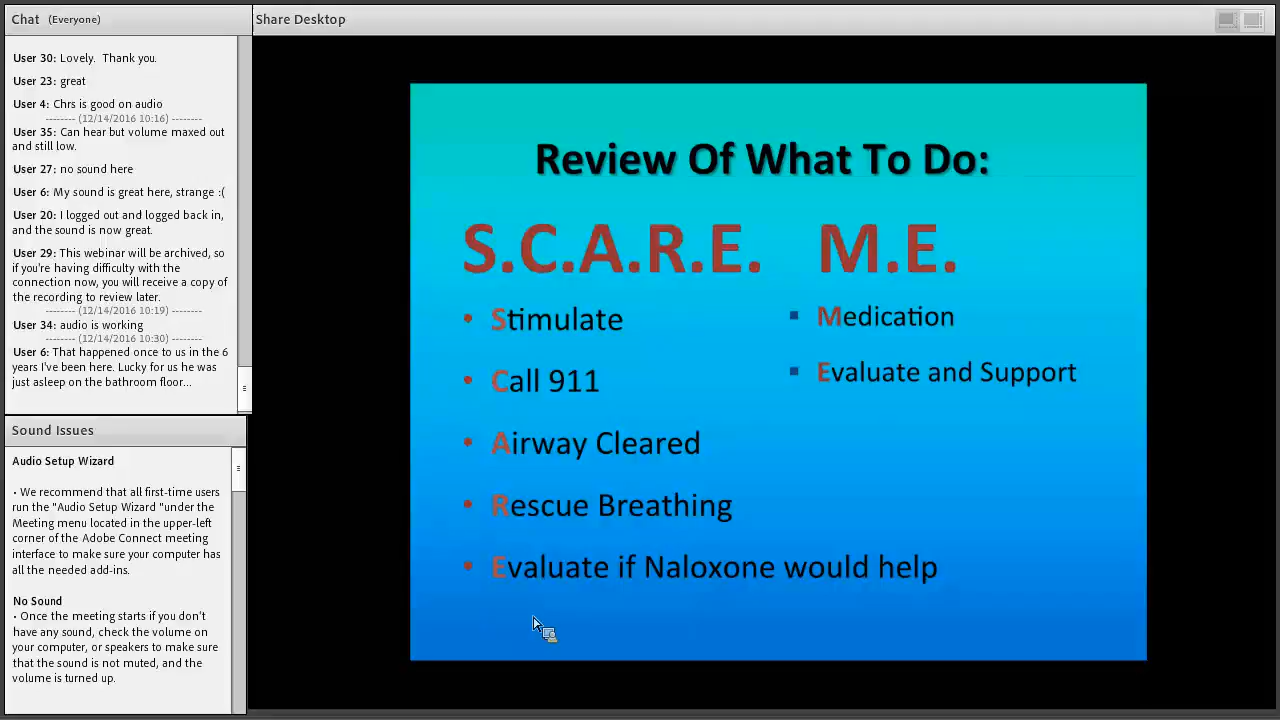 Chat (Everyone)
User 30: Lovely. Thank you.
User 23: great
User 4: Chrs is good on audio
-------- (12/14/2016 10:16) --------
User 35: Can hear but volume maxed out
and still low.
User 27: no sound here
User 6: My sound is great here, strange :(
User 20: I logged out and logged back in,
and the sound is now great.
User 29: This webinar will be archived, so
if you're having difficulty with the
connection now, you will receive a copy of
the recording to review later.
-------- (12/14/2016 10:19) --------
User 34: audio is working
-------- (12/14/2016 10:30) --------
User 6: That happened once to us in the 6
years I've been here. Lucky for us he was
just asleep on the bathroom floor...
Sound Issues
Audio Setup Wizard
• We recommend that all first-time users
run the "Audio Setup Wizard "under the
Meeting menu located in the upper-left
corner of the Adobe Connect meeting
interface to make sure your computer has
all the needed add-ins.
No Sound
• Once the meeting starts if you don't
have any sound, check the volume on
your computer, or speakers to make sure
that the sound is not muted, and the
volume is turned up.
Share Desktop
Review Of What To Do:
S.C.A.R.E. M.E.
• Stimulate
• Call 911
• Airway Cleared
• Rescue Breathing
• Evaluate if Naloxone would help
▪ Medication
▪ Evaluate and Support